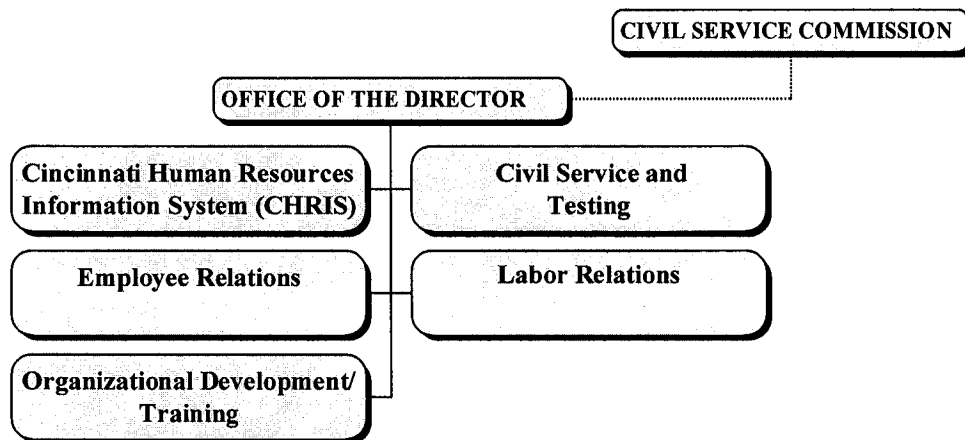 CIVIL SERVICE COMMISSION
OFFICE OF THE DIRECTOR
Cincinnati Human Resources
Information System (CHRIS)
Civil Service and
Testing
Employee Relations
Labor Relations
Organizational Development/
Training